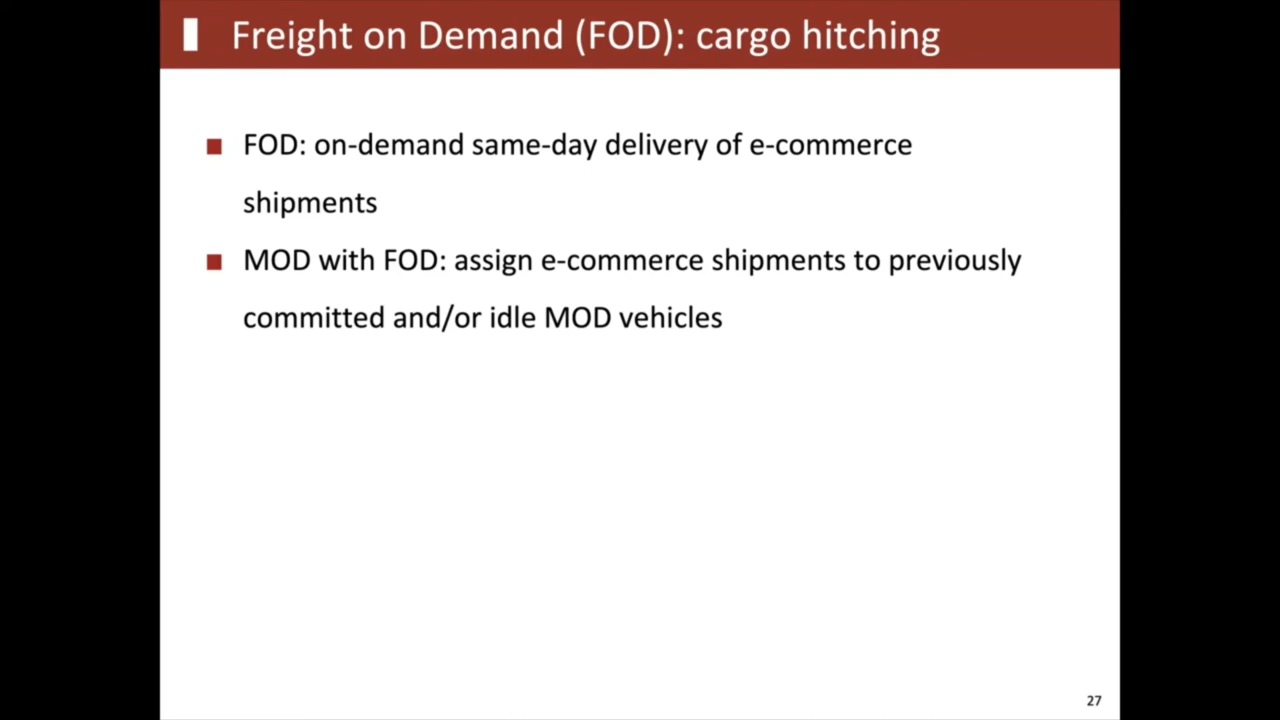 Freight on Demand (FOD): cargo hitching
FOD: on-demand same-day delivery of e-commerce
shipments
MOD with FOD: assign e-commerce shipments to previously
committed and/or idle MOD vehicles
27